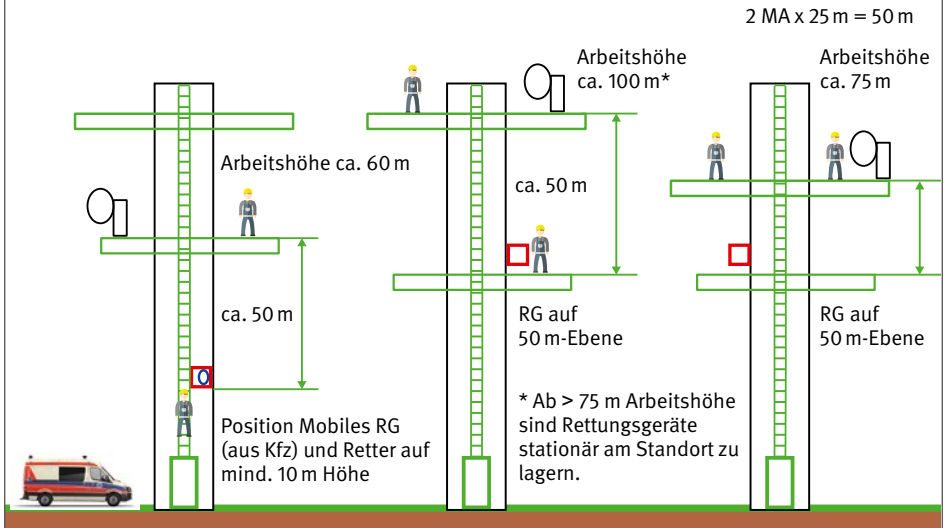 2 MA x 25 m = 50 m
Arbeitshöhe ca. 60 m
ca. 50 m
Position Mobiles RG
(aus Kfz) und Retter auf
mind. 10 m Höhe
Arbeitshöhe
ca. 100 m*
ca. 50 m
RG auf
50 m-Ebene
* Ab > 75 m Arbeitshöhe
sind Rettungsgeräte
stationär am Standort zu
lagern.
Arbeitshöhe
ca. 75 m
RG auf
50 m-Ebene